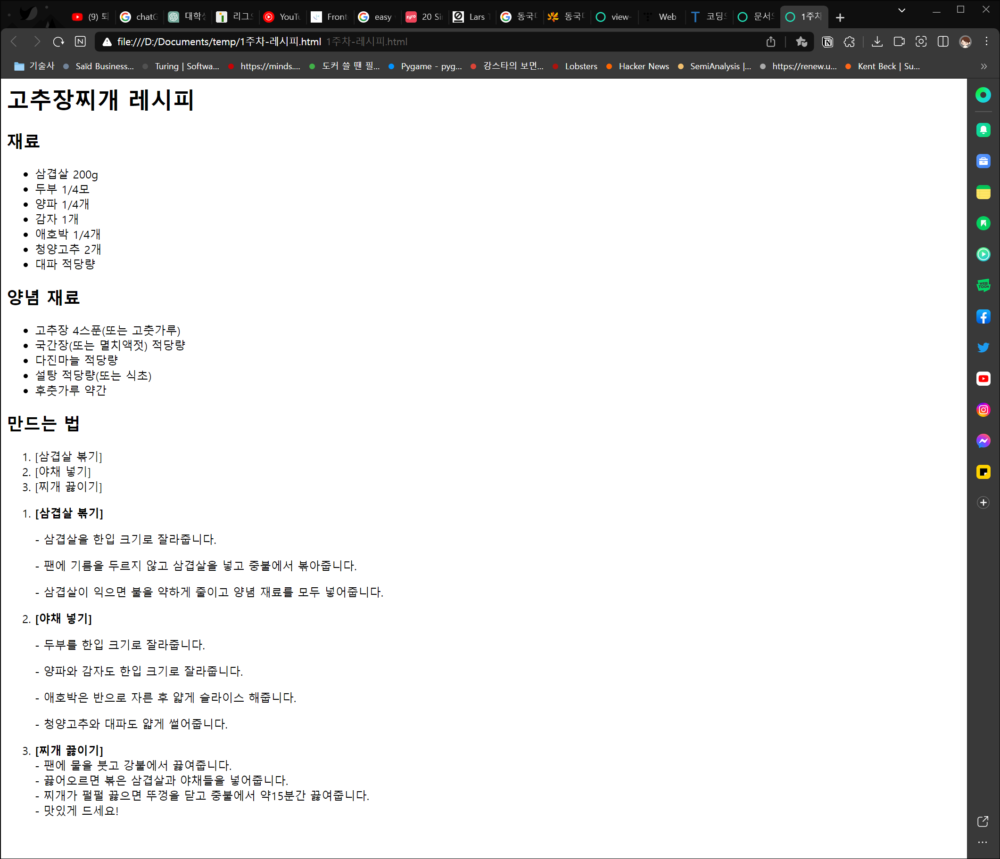 (9) 퇴
chatG
대학
리그
YouTu
Front
easy
20 Sir
Lars
동국
동국
view-
Web
코딩
문서
1주차
file:///D:/Documents/temp/1주차-레시피.html 1주차-레시피.html
기술사
Saïd Business...
Turing | Softwa...
https://minds....
도커 쓸 땐 필...
Pygame - pyg...
강스타의 보면...
Lobsters
Hacker News
SemiAnalysis |...
https://renew.u...
Kent Beck | Su...
고추장찌개 레시피
재료
• 삼겹살 200g
• 두부 1/4모
• 양파 1/4개
• 감자 1개
• 애호박 1/4개
• 청양고추 2개
• 대파 적당량
양념 재료
• 고추장 4스푼(또는 고춧가루)
• 국간장(또는 멸치액젓) 적당량
• 다진마늘 적당량
• 설탕 적당량(또는 식초)
• 후춧가루 약간
만드는 법
1. [삼겹살 볶기]
2. [야채 넣기]
3. [찌개 끓이기]
1. [삼겹살 볶기]
- 삼겹살을 한입 크기로 잘라줍니다.
- 팬에 기름을 두르지 않고 삼겹살을 넣고 중불에서 볶아줍니다.
- 삼겹살이 익으면 불을 약하게 줄이고 양념 재료를 모두 넣어줍니다.
2. [야채 넣기]
- 두부를 한입 크기로 잘라줍니다.
- 양파와 감자도 한입 크기로 잘라줍니다.
- 애호박은 반으로 자른 후 얇게 슬라이스 해줍니다.
- 청양고추와 대파도 얇게 썰어줍니다.
3. [찌개 끓이기]
- 팬에 물을 붓고 강불에서 끓여줍니다.
- 끓어오르면 볶은 삼겹살과 야채들을 넣어줍니다.
- 찌개가 펄펄 끓으면 뚜껑을 닫고 중불에서 약15분간 끓여줍니다.
- 맛있게 드세요!
WEB
TOON